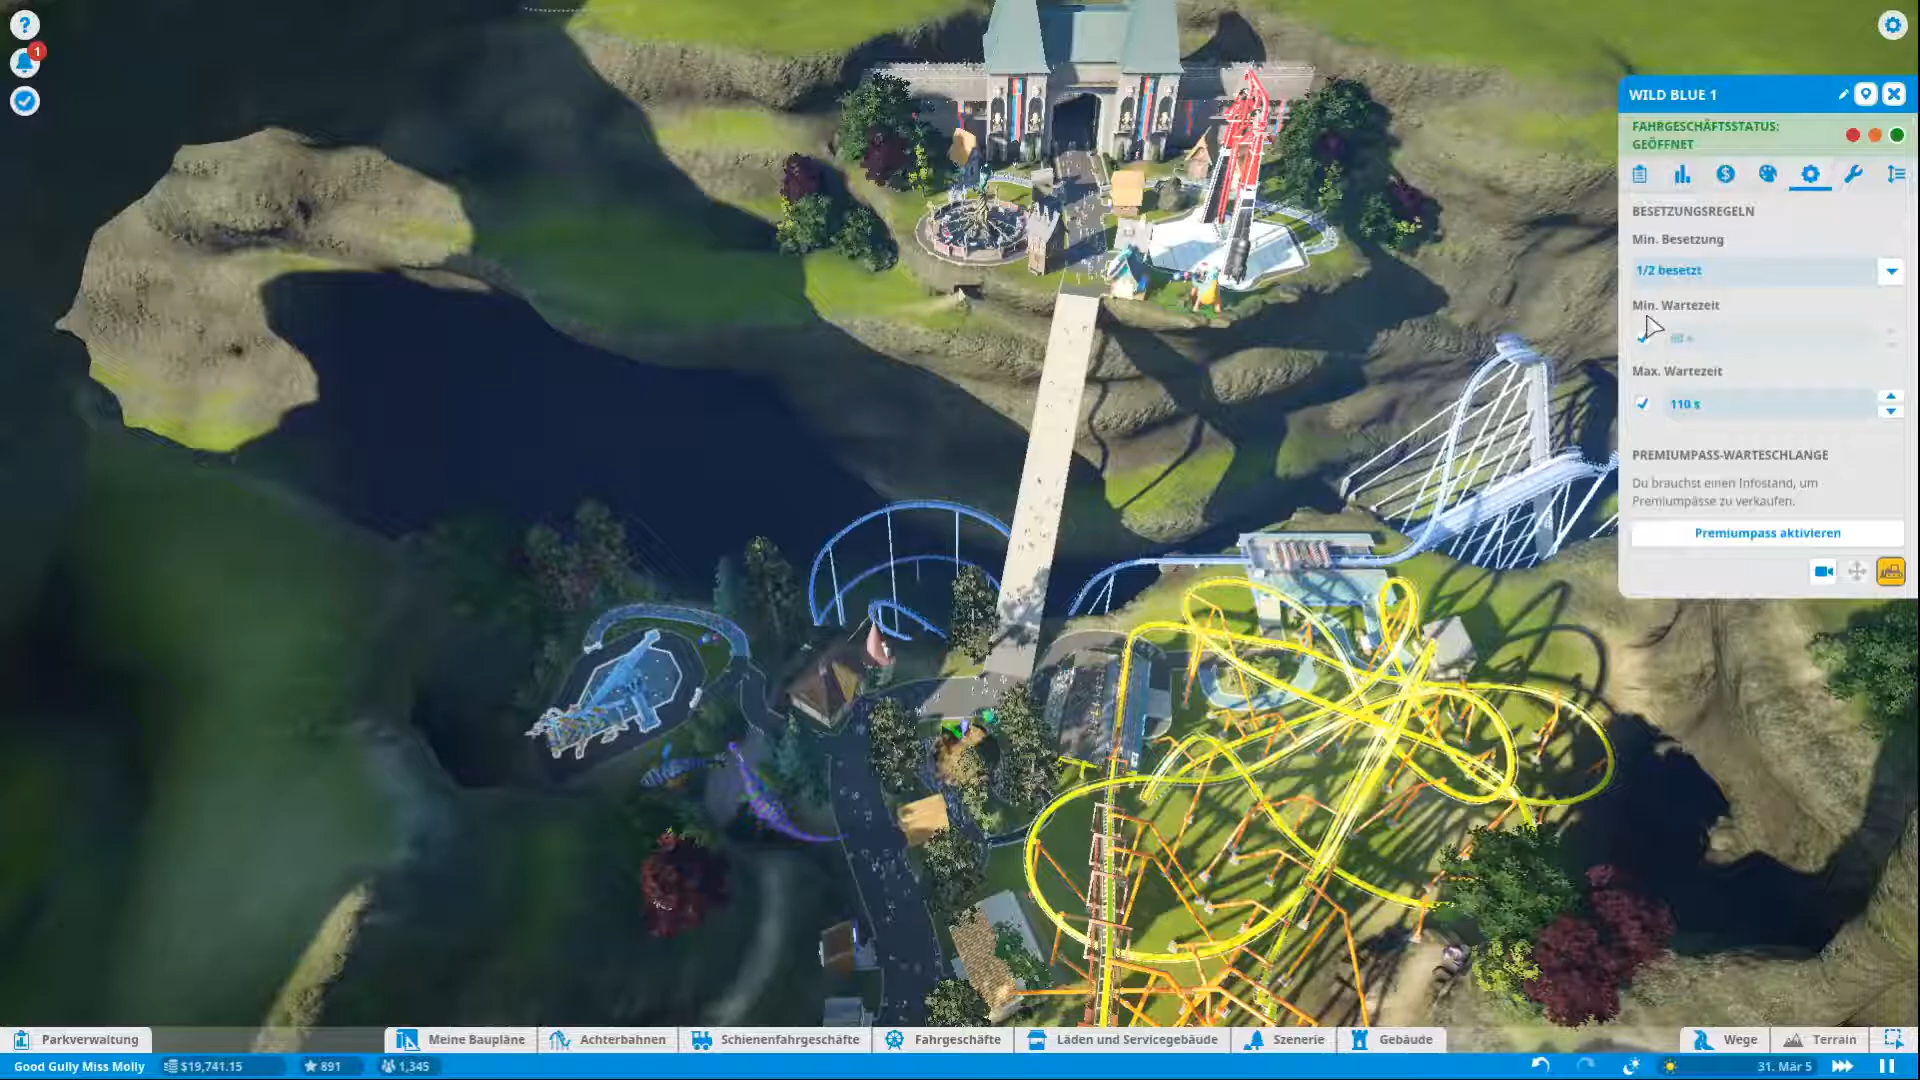 1
WILD BLUE 1
FAHRGESCHÄFTSSTATUS:
GEÖFFNET
BESETZUNGSREGELN
Min. Besetzung
1/2 besetzt
Min. Wartezeit
Max. Wartezeit
110 s
PREMIUMPASS-WARTESCHLANGE
Du brauchst einen Infostand, um
Premiumpässe zu verkaufen.
Premiumpass aktivieren
Parkverwaltung
Meine Baupläne
Achterbahnen
Schienenfahrgeschäfte
Fahrgeschäfte
Läden und Servicegebäude
Szenerie
Gebäude
Wege
Terrain
Good Gully Miss Molly
$19,741.15
891
1,345
31. Mär 5